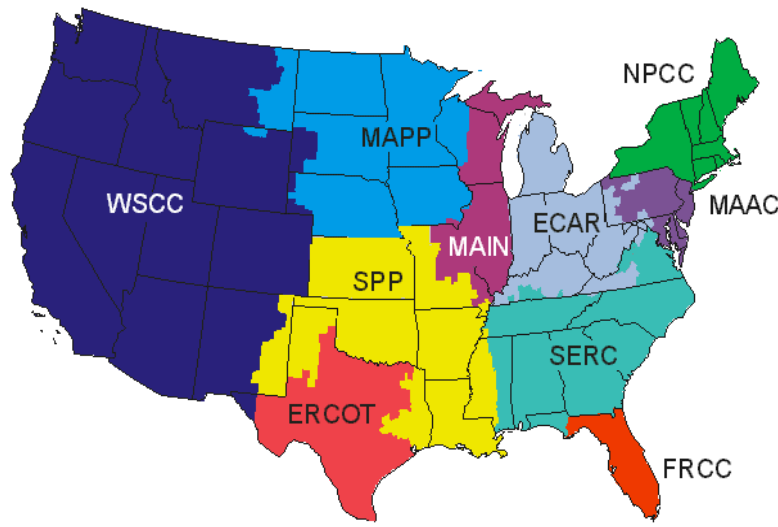 NPCC
MAPP
WSCC
MAAC
ECAR
MAIN
SPP
SERC
ERCOT
FRCC